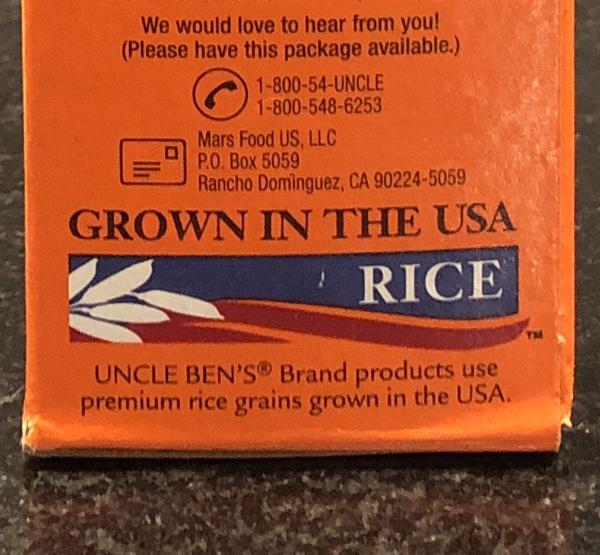 We would love to hear from you!
(Please have this package available.)
1-800-54-UNCLE
1-800-548-6253
Mars Food US, LLC
P.O. Box 5059
Rancho Dominguez, CA 90224-5059
GROWN IN THE USA
RICE
™
UNCLE BEN'S® Brand products use
premium rice grains grown in the USA.